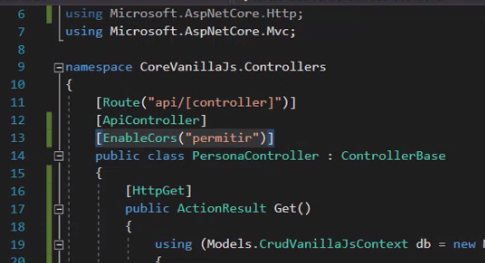 6 using Microsoft.AspNetCore.Http;
7 using Microsoft.AspNetCore.Mvc;
8
9 namespace CoreVanillaJs.Controllers
10 {
11 [Route("api/[controller]")]
12 [ApiController]
13 [EnableCors("permitir")]
14 public class PersonaController : ControllerBase
15 {
16 [HttpGet]
17 public ActionResult Get()
18 {
19 using (Models.CrudVanillaJsContext db = new
20 {